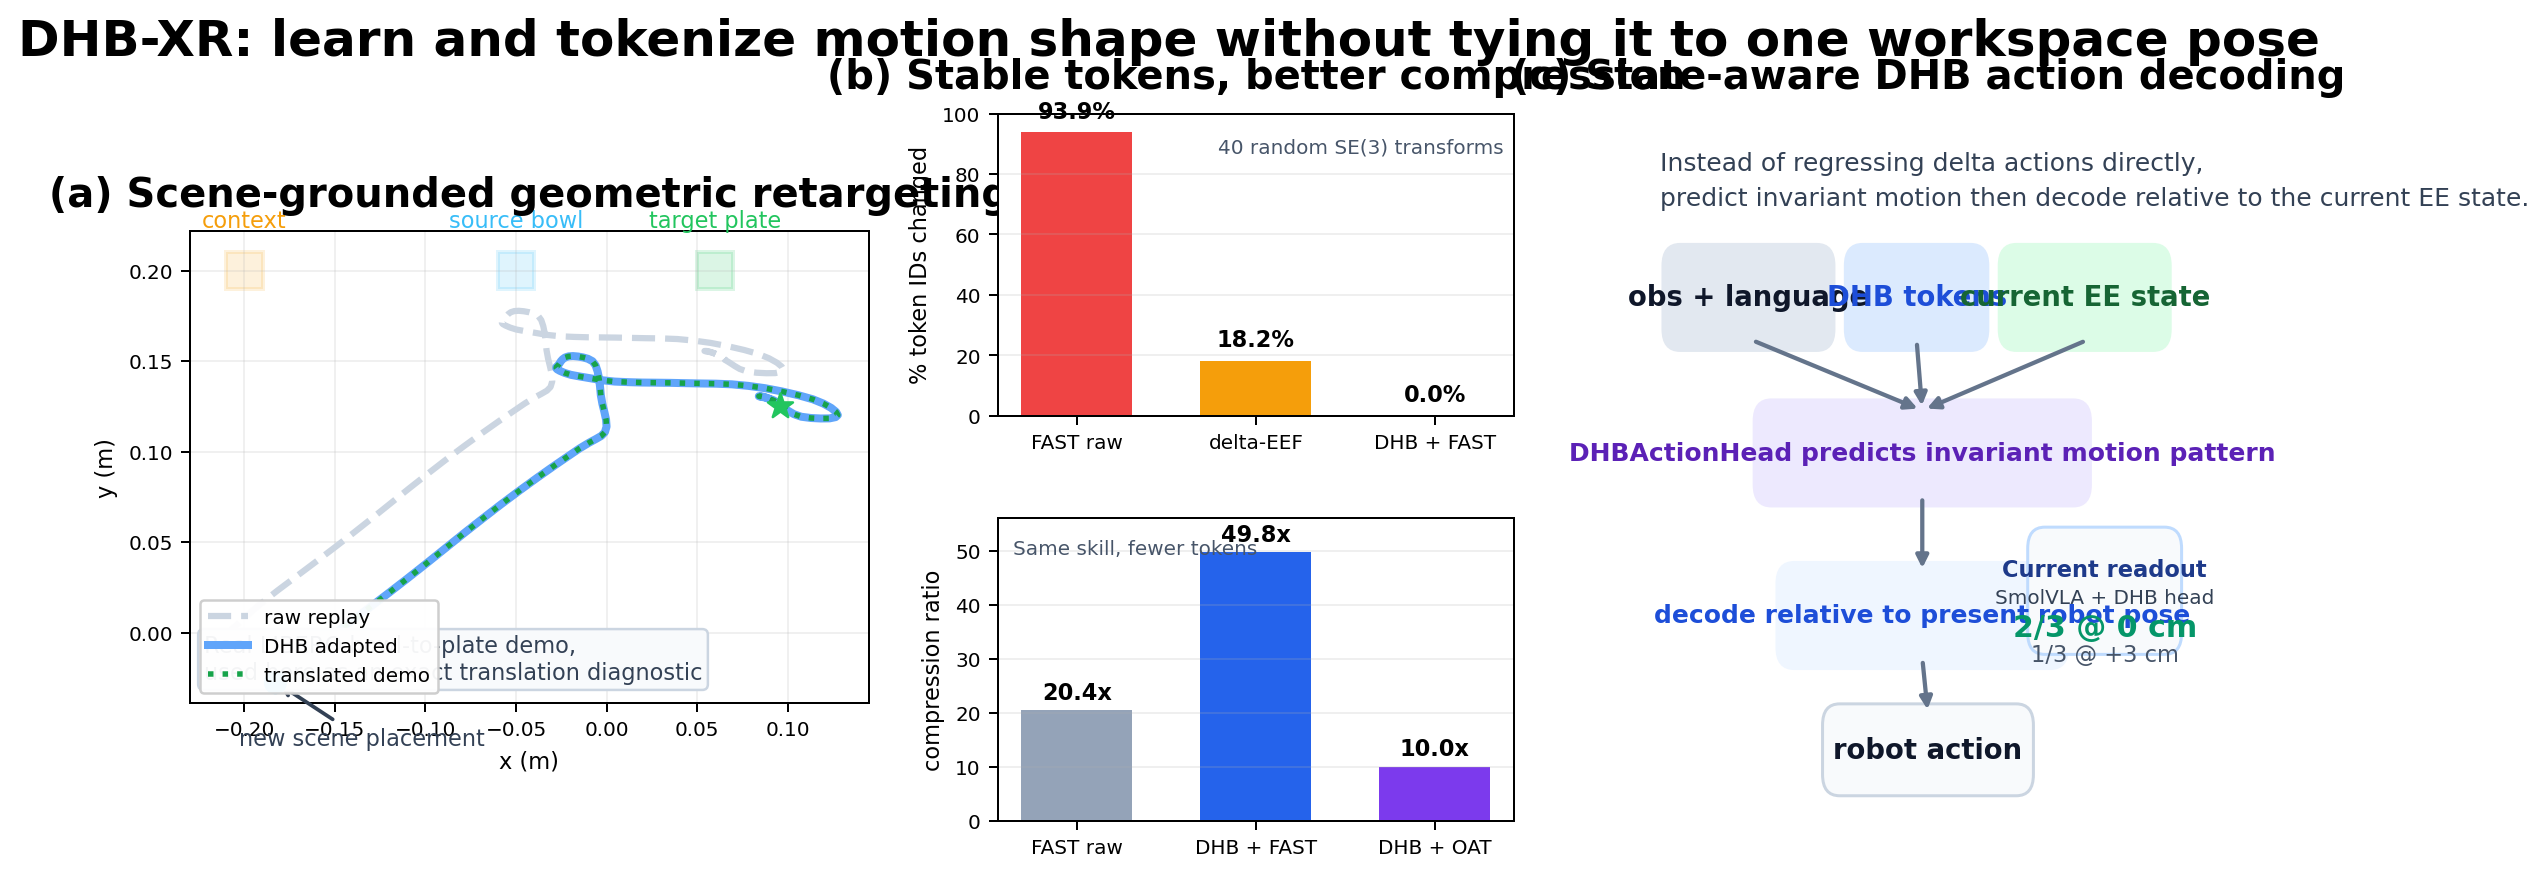 DHB-XR: learn and tokenize motion shape without tying it to one workspace pose
(a) Scene-grounded geometric retargeting
context
source bowl
target plate
y (m)
0.20
0.15
0.10
0.05
0.00
raw replay
DHB adapted
translated demo
-to-plate demo,
ct translation diagnostic
−0.20
−0.15
−0.10
−0.05
0.00
0.05
0.10
new scene placement
x (m)
(b) Stable tokens, better compression
% token IDs changed
100
80
60
40
20
0
93.9%
40 random SE(3) transforms
18.2%
0.0%
FAST raw
delta-EEF
DHB + FAST
compression ratio
50
40
30
20
10
0
Same skill, fewer tokens
49.8x
20.4x
10.0x
FAST raw
DHB + FAST
DHB + OAT
(c) State-aware DHB action decoding
Instead of regressing delta actions directly,
predict invariant motion then decode relative to the current EE state.
obs + language
DHB tokens
current EE state
DHBActionHead predicts invariant motion pattern
decode relative to present robot pose
Current readout
SmolVLA + DHB head
2/3 @ 0 cm
1/3 @ +3 cm
robot action